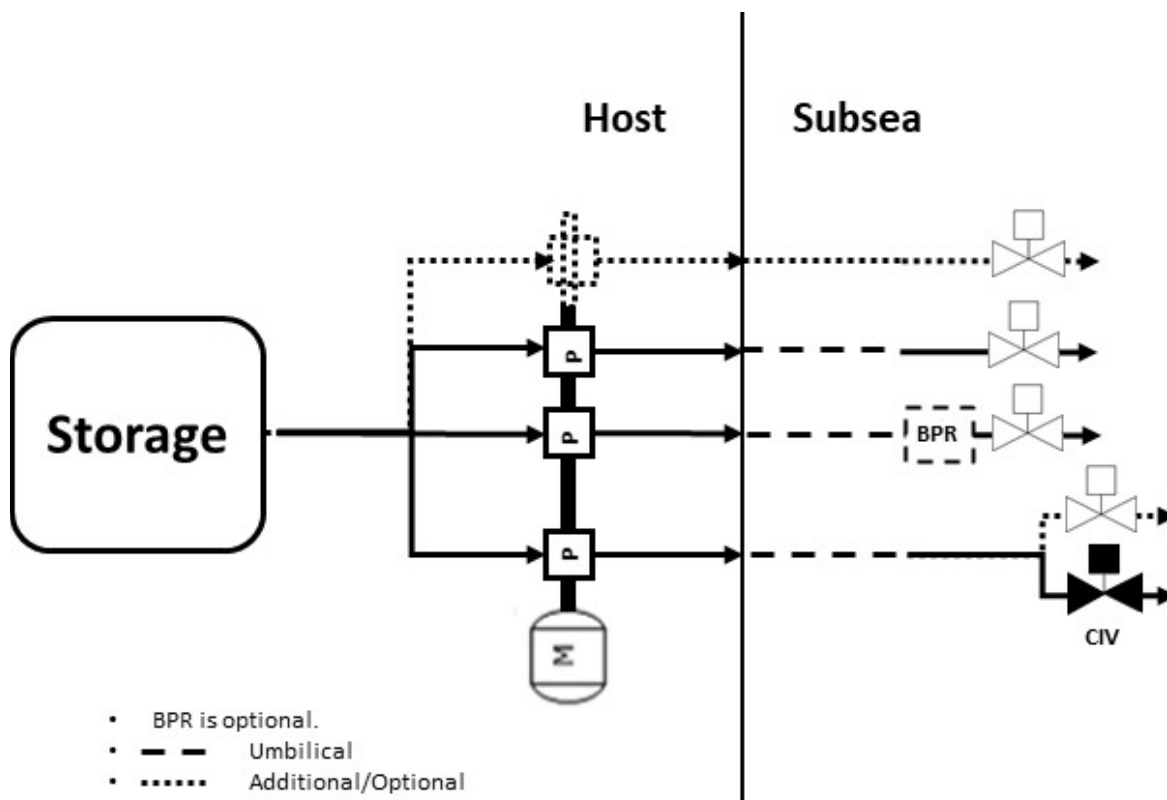 Host
Subsea
Storage
P
P
BPR
P
CIV
M
• BPR is optional.
• Umbilical
• Additional/Optional